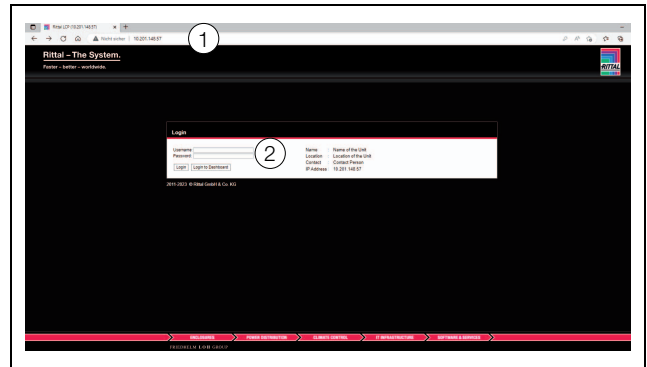 Rittal LCP (10.201.148.57)
Nicht sicher | 10.201.148.57
1
Rittal – The System.
Faster – better – worldwide.
RITTAL
Login
Username
Password
2
Login Login to Dashboard
Name : Name of the Unit
Location : Location of the Unit
Contact : Contact Person
IP Address : 10.201.148.57
2011-2023 © Rittal GmbH & Co. KG
ENCLOSURES POWER DISTRIBUTION CLIMATE CONTROL IT INFRASTRUCTURE SOFTWARE & SERVICES
FRIEDHELM LOH GROUP